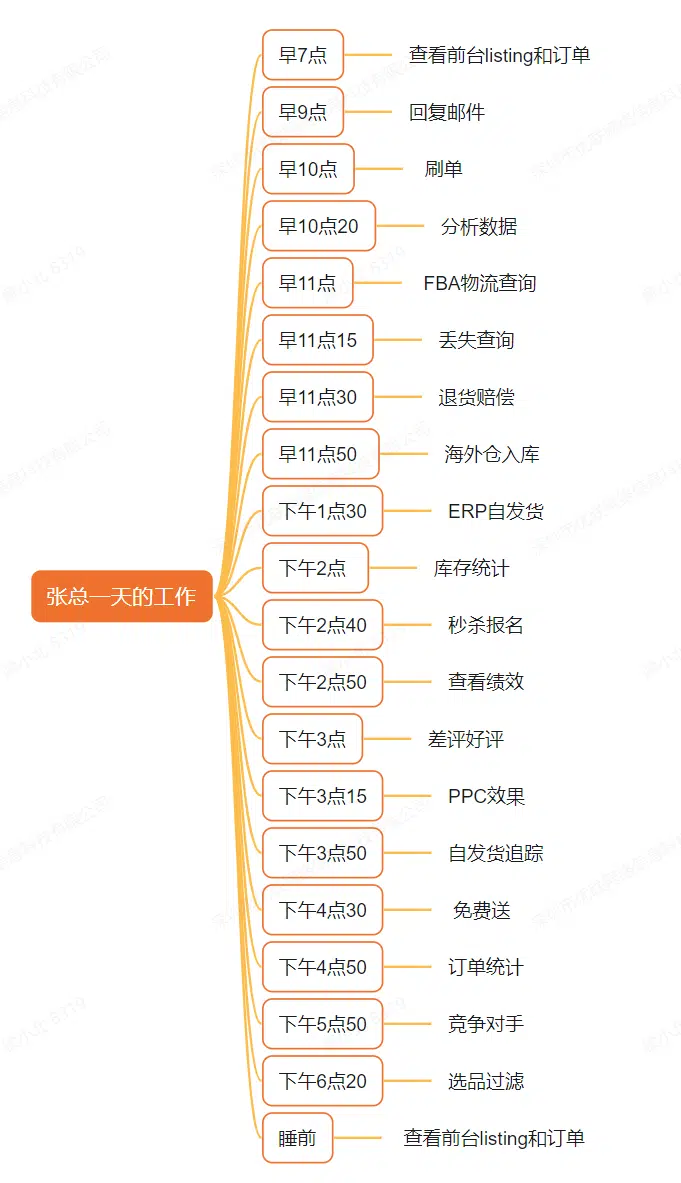 张总一天的工作
早7点 查看前台listing和订单
早9点 回复邮件
早10点 刷单
早10点20 分析数据
早11点 FBA物流查询
早11点15 丢失查询
早11点30 退货赔偿
早11点50 海外仓入库
下午1点30 ERP自发货
下午2点 库存统计
下午2点40 秒杀报名
下午2点50 查看绩效
下午3点 差评好评
下午3点15 PPC效果
下午3点50 自发货追踪
下午4点30 免费送
下午4点50 订单统计
下午5点50 竞争对手
下午6点20 选品过滤
睡前 查看前台listing和订单